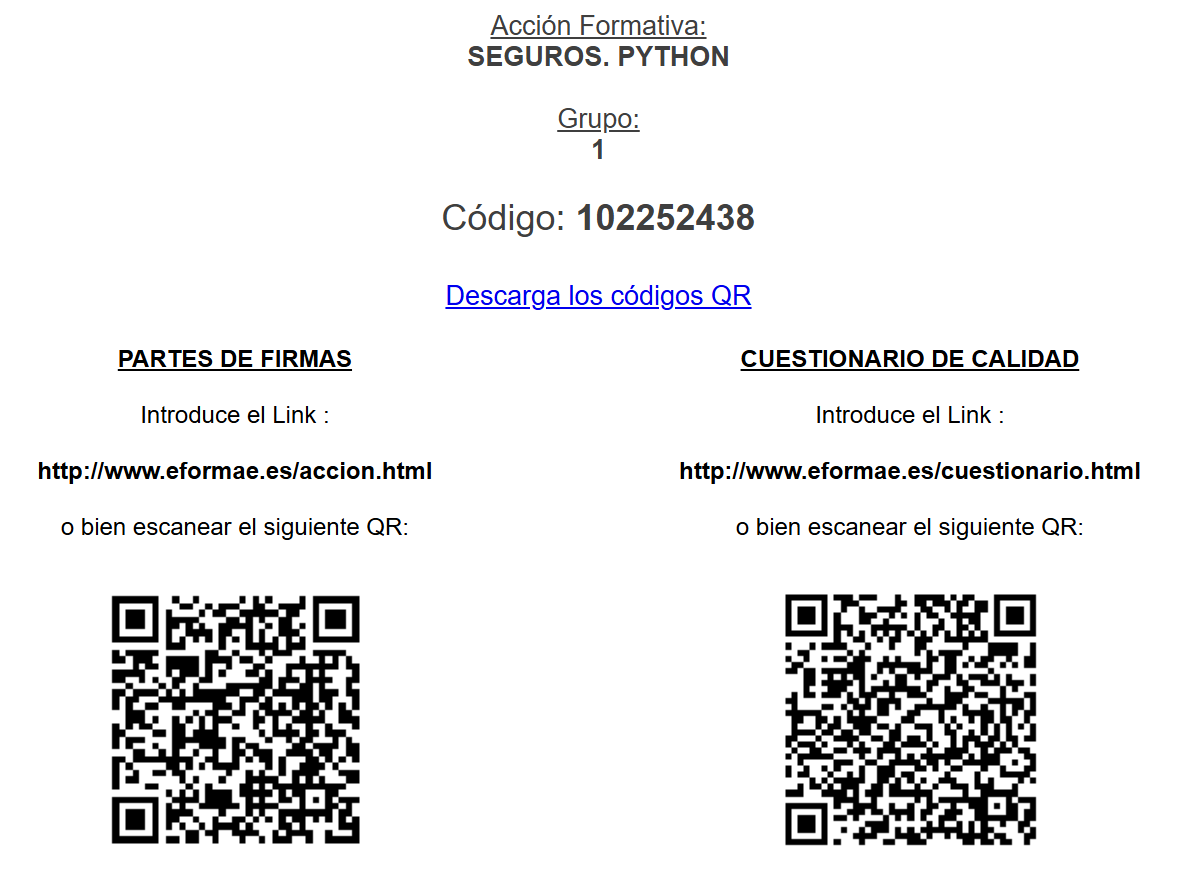 Acción Formativa:
SEGUROS. PYTHON
Grupo:
1
Código: 102252438
Descarga los códigos QR
PARTES DE FIRMAS
Introduce el Link :
http://www.eformae.es/accion.html
o bien escanear el siguiente QR:
CUESTIONARIO DE CALIDAD
Introduce el Link :
http://www.eformae.es/cuestionario.html
o bien escanear el siguiente QR: